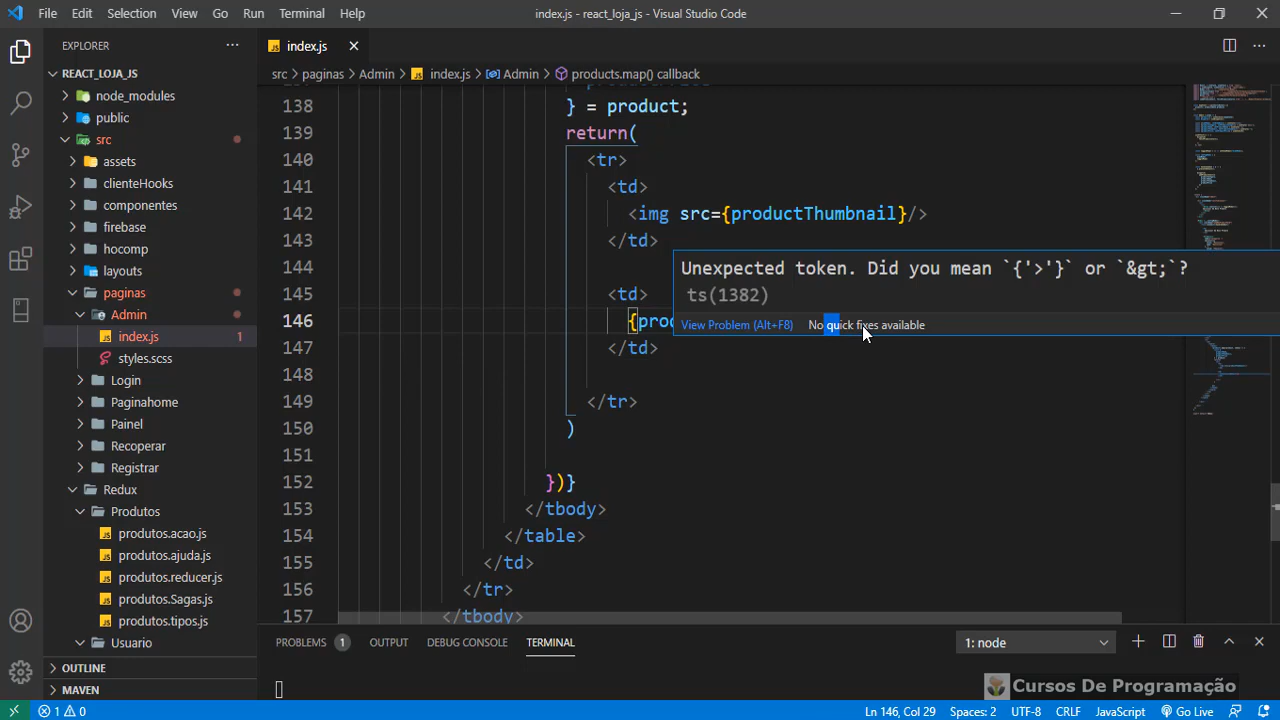 File Edit Selection View Go Run Terminal Help
index.js - react_loja_js - Visual Studio Code
EXPLORER
REACT_LOJA_JS
node_modules
public
src
assets
clienteHooks
componentes
firebase
hocomp
layouts
paginas
Admin
index.js 1
styles.scss
Login
Paginahome
Painel
Recoperar
Registrar
Redux
Produtos
produtos.acao.js
produtos.ajuda.js
produtos.reducer.js
produtos.Sagas.js
produtos.tipos.js
Usuario
OUTLINE
MAVEN
index.js
src > paginas > Admin > index.js > Admin > products.map() callback
138 } = product;
139 return(
140 <tr>
141 <td>
142 <img src={productThumbnail}/>
143 </td>
144
145 <td>
146 {prod
147 </td>
148
149 </tr>
150 )
151
152 })}
153 </tbody>
154 </table>
155 </td>
156 </tr>
157 </tbody>
Unexpected token. Did you mean `{'>'}` or `&gt;`?
ts(1382)
View Problem (Alt+F8) No quick fixes available
PROBLEMS 1 OUTPUT DEBUG CONSOLE TERMINAL
1: node
Cursos De Programação
1 0
Ln 146, Col 29 Spaces: 2 UTF-8 CRLF JavaScript Go Live